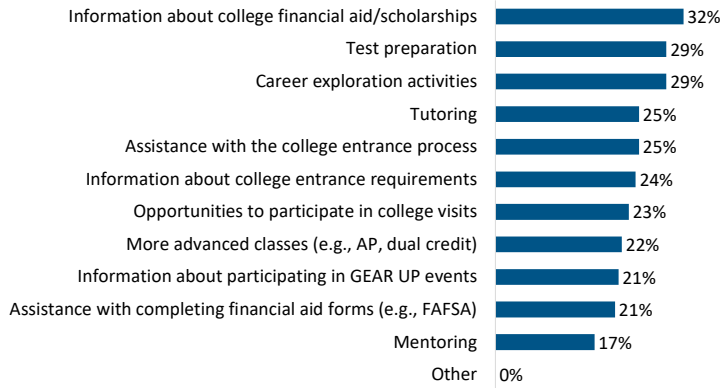 Information about college financial aid/scholarships 32%
Test preparation 29%
Career exploration activities 29%
Tutoring 25%
Assistance with the college entrance process 25%
Information about college entrance requirements 24%
Opportunities to participate in college visits 23%
More advanced classes (e.g., AP, dual credit) 22%
Information about participating in GEAR UP events 21%
Assistance with completing financial aid forms (e.g., FAFSA) 21%
Mentoring 17%
Other 0%